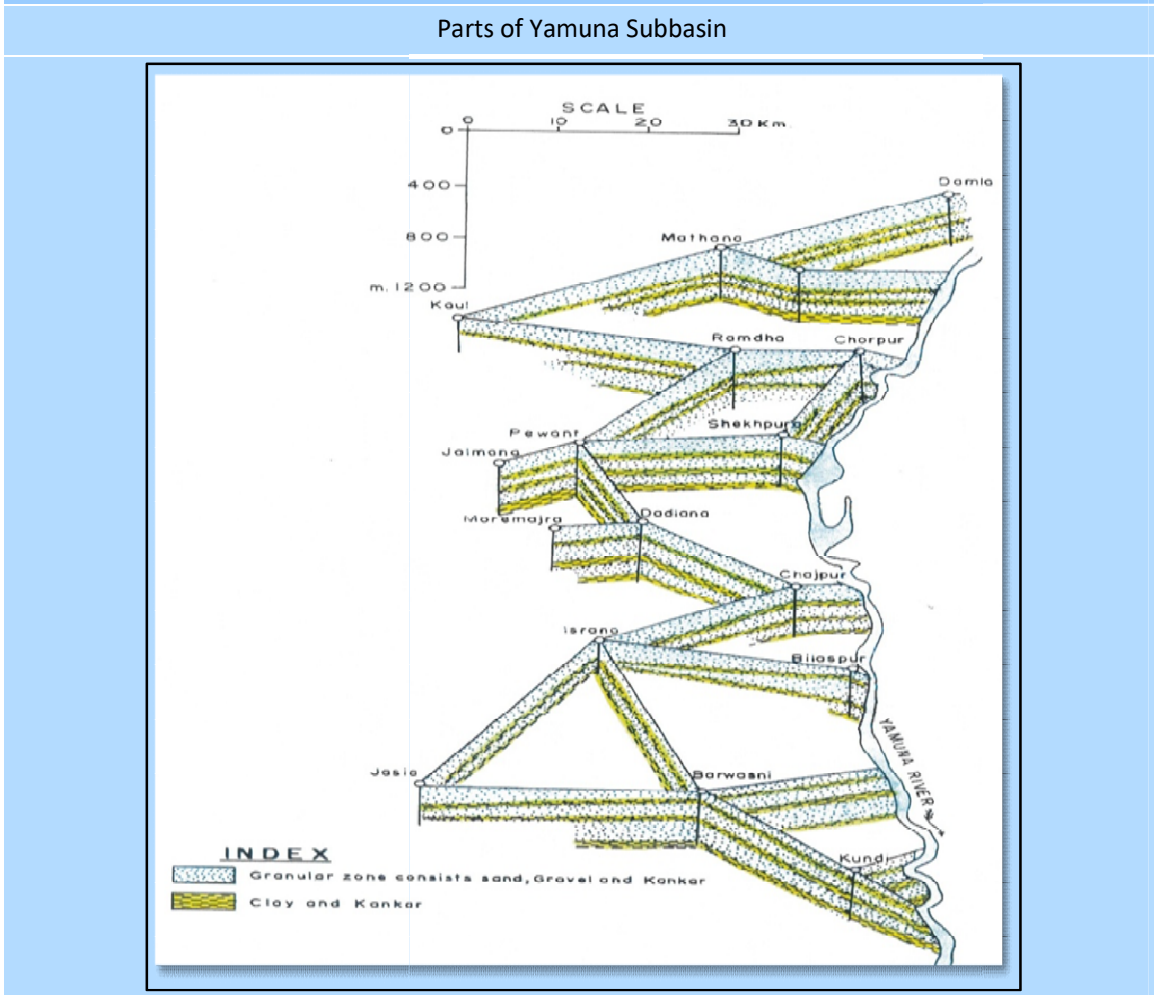 Parts of Yamuna Subbasin
SCALE
0 10 20 30 Km.
0
400
800
m. 1200
Damla
Mathana
Kaul
Ramdha
Charpur
Shekhpura
Pewant
Jalmana
Moremajra
Dadiana
Chajpur
Israna
Bilaspur
YAMUNA RIVER
Jasia
Barwasni
Kundi
INDEX
Granular zone consists sand, Gravel and Kankar
Clay and Kankar